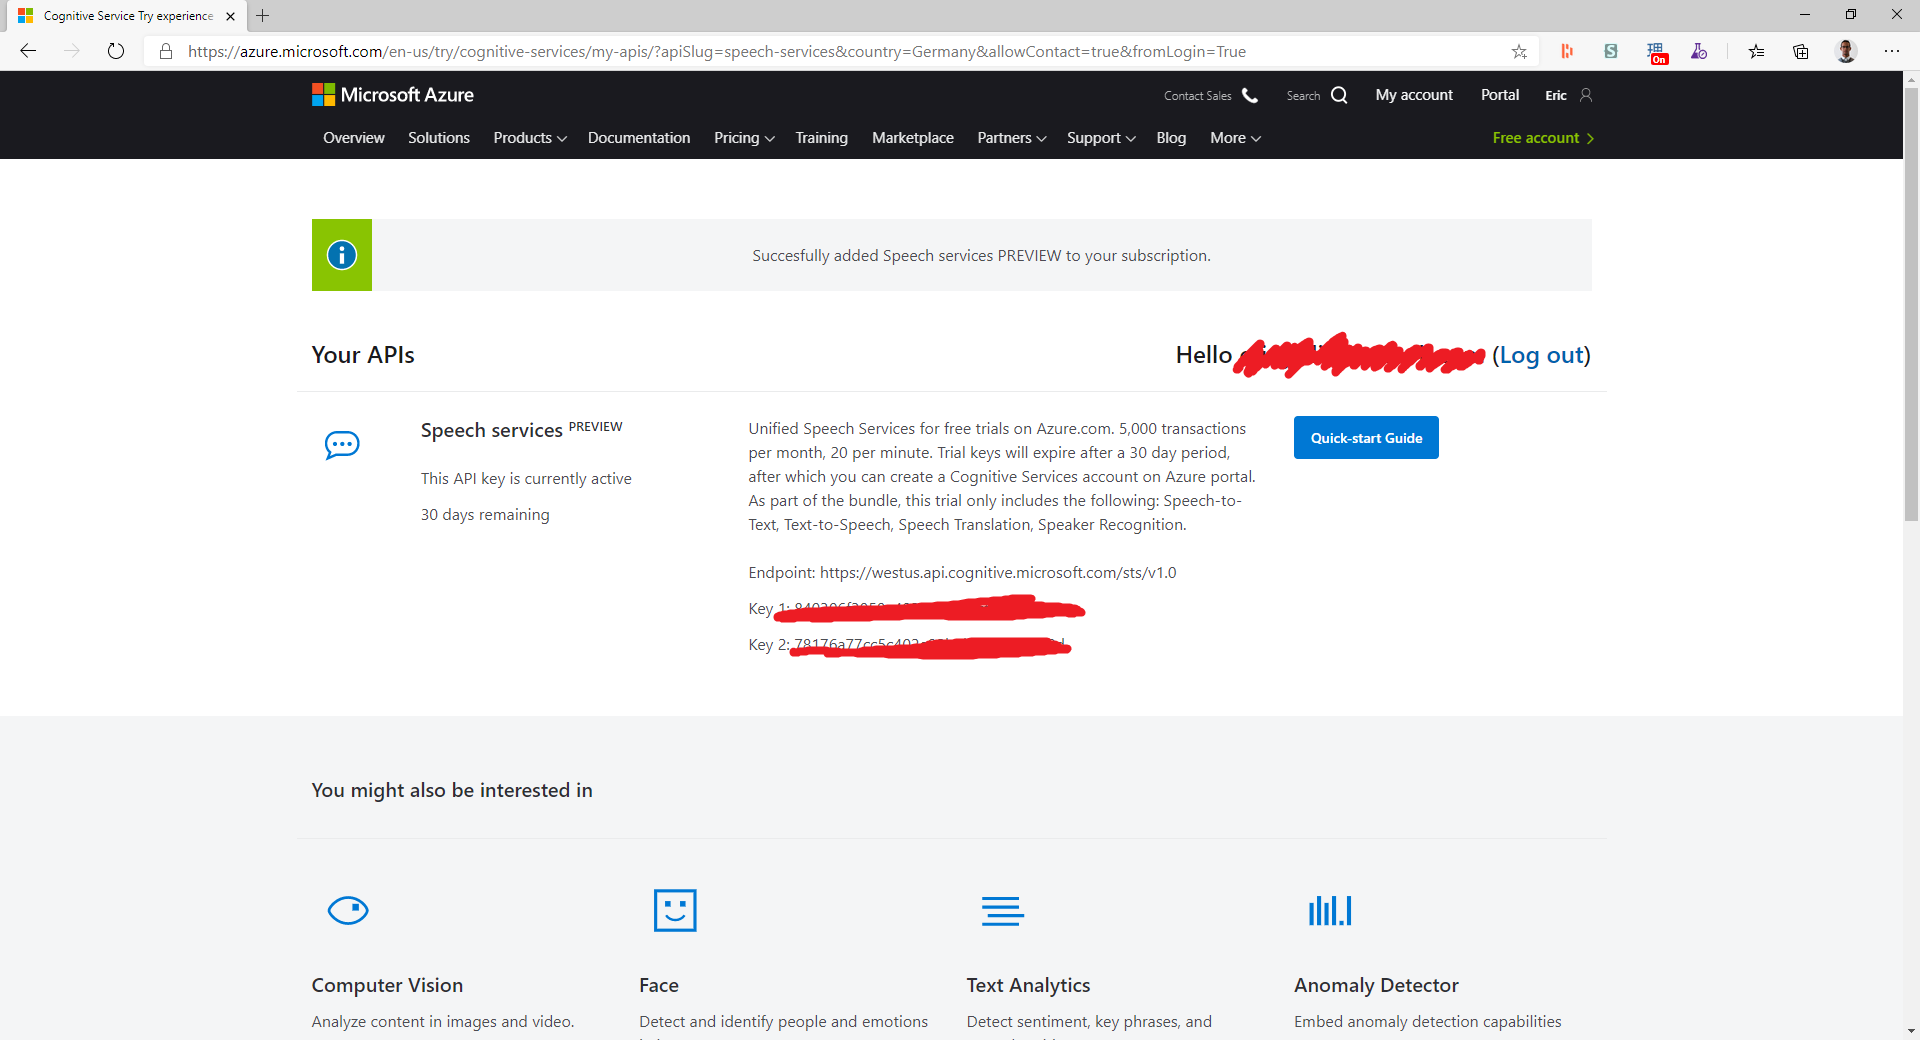 Cognitive Service Try experience
https://azure.microsoft.com/en-us/try/cognitive-services/my-apis/?apiSlug=speech-services&country=Germany&allowContact=true&fromLogin=True
On
Microsoft Azure
Contact Sales Search My account Portal Eric
Overview Solutions Products Documentation Pricing Training Marketplace Partners Support Blog More Free account
Succesfully added Speech services PREVIEW to your subscription.
Your APIs
Hello (Log out)
Speech services PREVIEW
This API key is currently active
30 days remaining
Unified Speech Services for free trials on Azure.com. 5,000 transactions
per month, 20 per minute. Trial keys will expire after a 30 day period,
after which you can create a Cognitive Services account on Azure portal.
As part of the bundle, this trial only includes the following: Speech-to-
Text, Text-to-Speech, Speech Translation, Speaker Recognition.
Endpoint: https://westus.api.cognitive.microsoft.com/sts/v1.0
Key 1:
Key 2:
Quick-start Guide
You might also be interested in
Computer Vision
Analyze content in images and video.
Face
Detect and identify people and emotions
Text Analytics
Detect sentiment, key phrases, and
Anomaly Detector
Embed anomaly detection capabilities